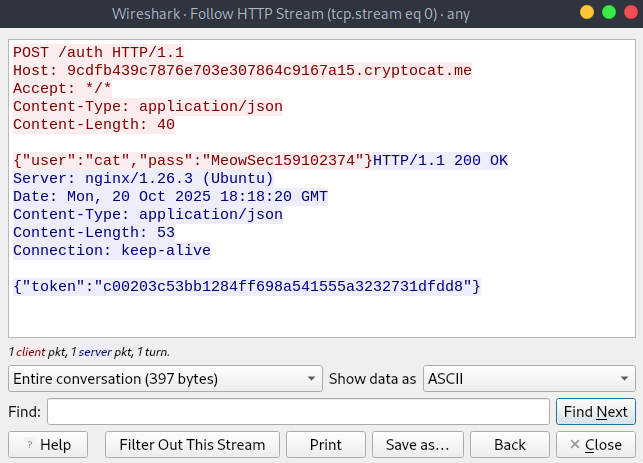 Wireshark · Follow HTTP Stream (tcp.stream eq 0) · any
POST /auth HTTP/1.1
Host: 9cdfb439c7876e703e307864c9167a15.cryptocat.me
Accept: */*
Content-Type: application/json
Content-Length: 40
{"user":"cat","pass":"MeowSec159102374"}HTTP/1.1 200 OK
Server: nginx/1.26.3 (Ubuntu)
Date: Mon, 20 Oct 2025 18:18:20 GMT
Content-Type: application/json
Content-Length: 53
Connection: keep-alive
{"token":"c00203c53bb1284ff698a541555a3232731dfdd8"}
1 client pkt, 1 server pkt, 1 turn.
Entire conversation (397 bytes) Show data as ASCII
Find: Find Next
? Help Filter Out This Stream Print Save as... Back Close